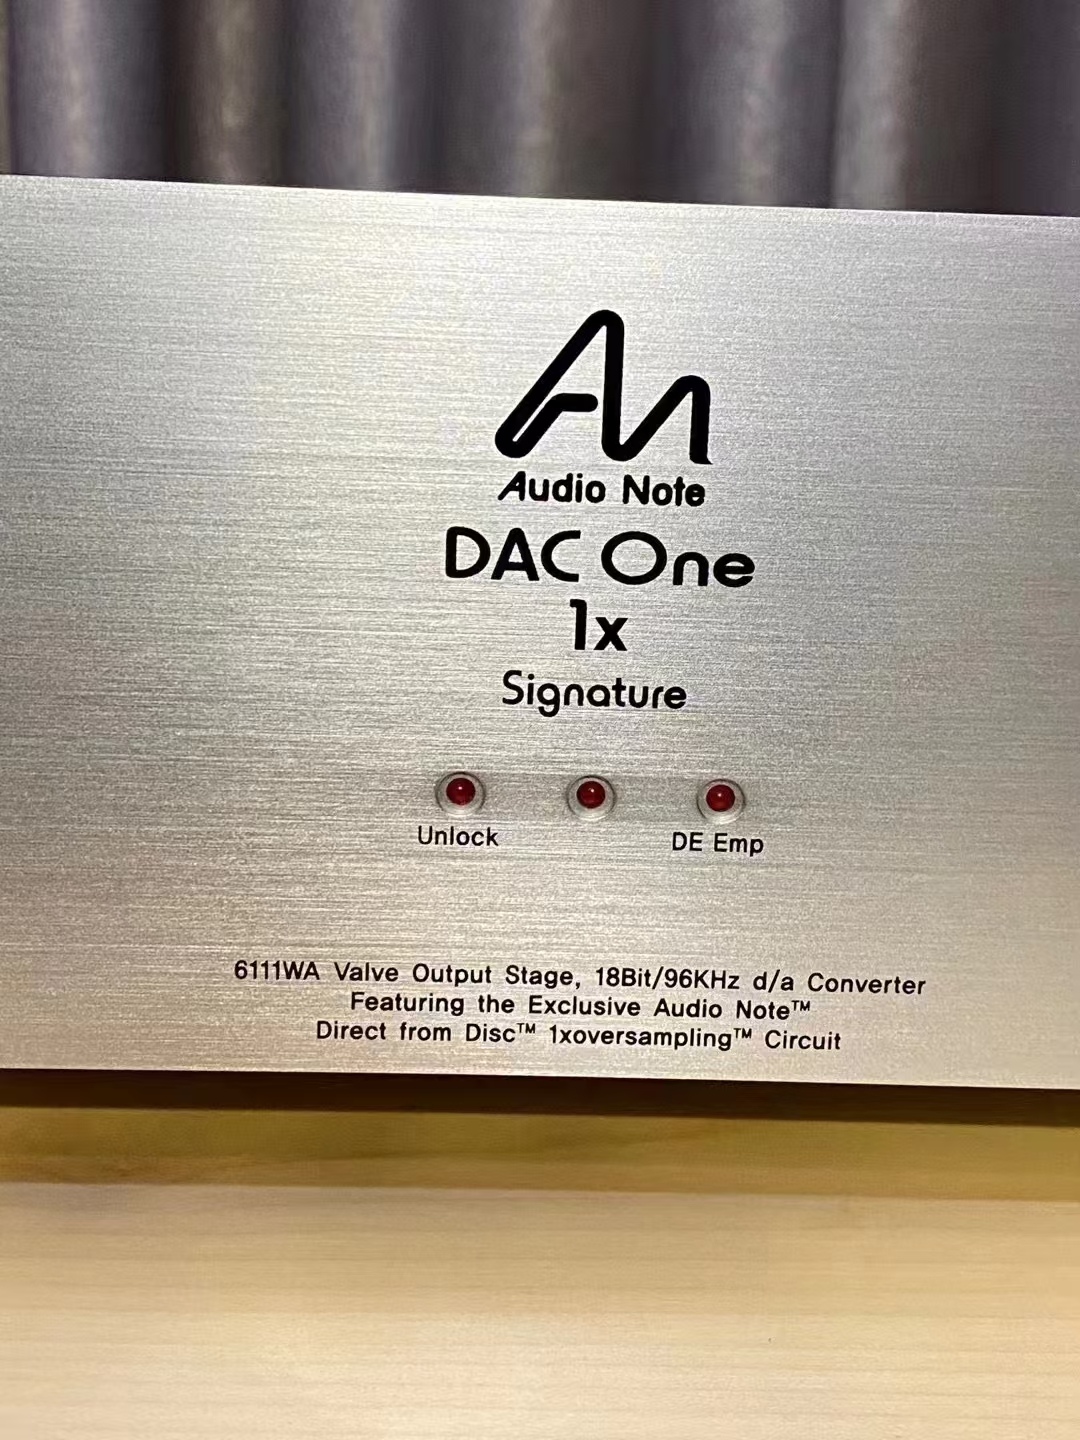 An
Audio Note
DAC One
1x
Signature
Unlock DE Emp
6111WA Valve Output Stage, 18Bit/96KHz d/a Converter
Featuring the Exclusive Audio Note™
Direct from Disc™ 1xoversampling™ Circuit